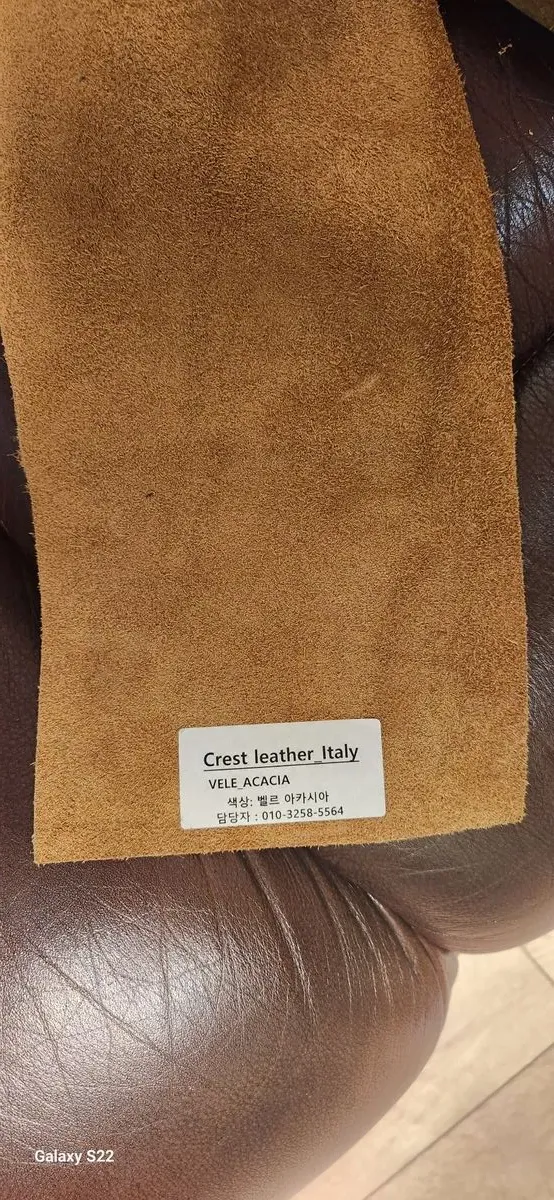 Crest leather_Italy
VELE_ACACIA
색상: 벨르 아카시아
담당자 : 010-3258-5564
Galaxy S22